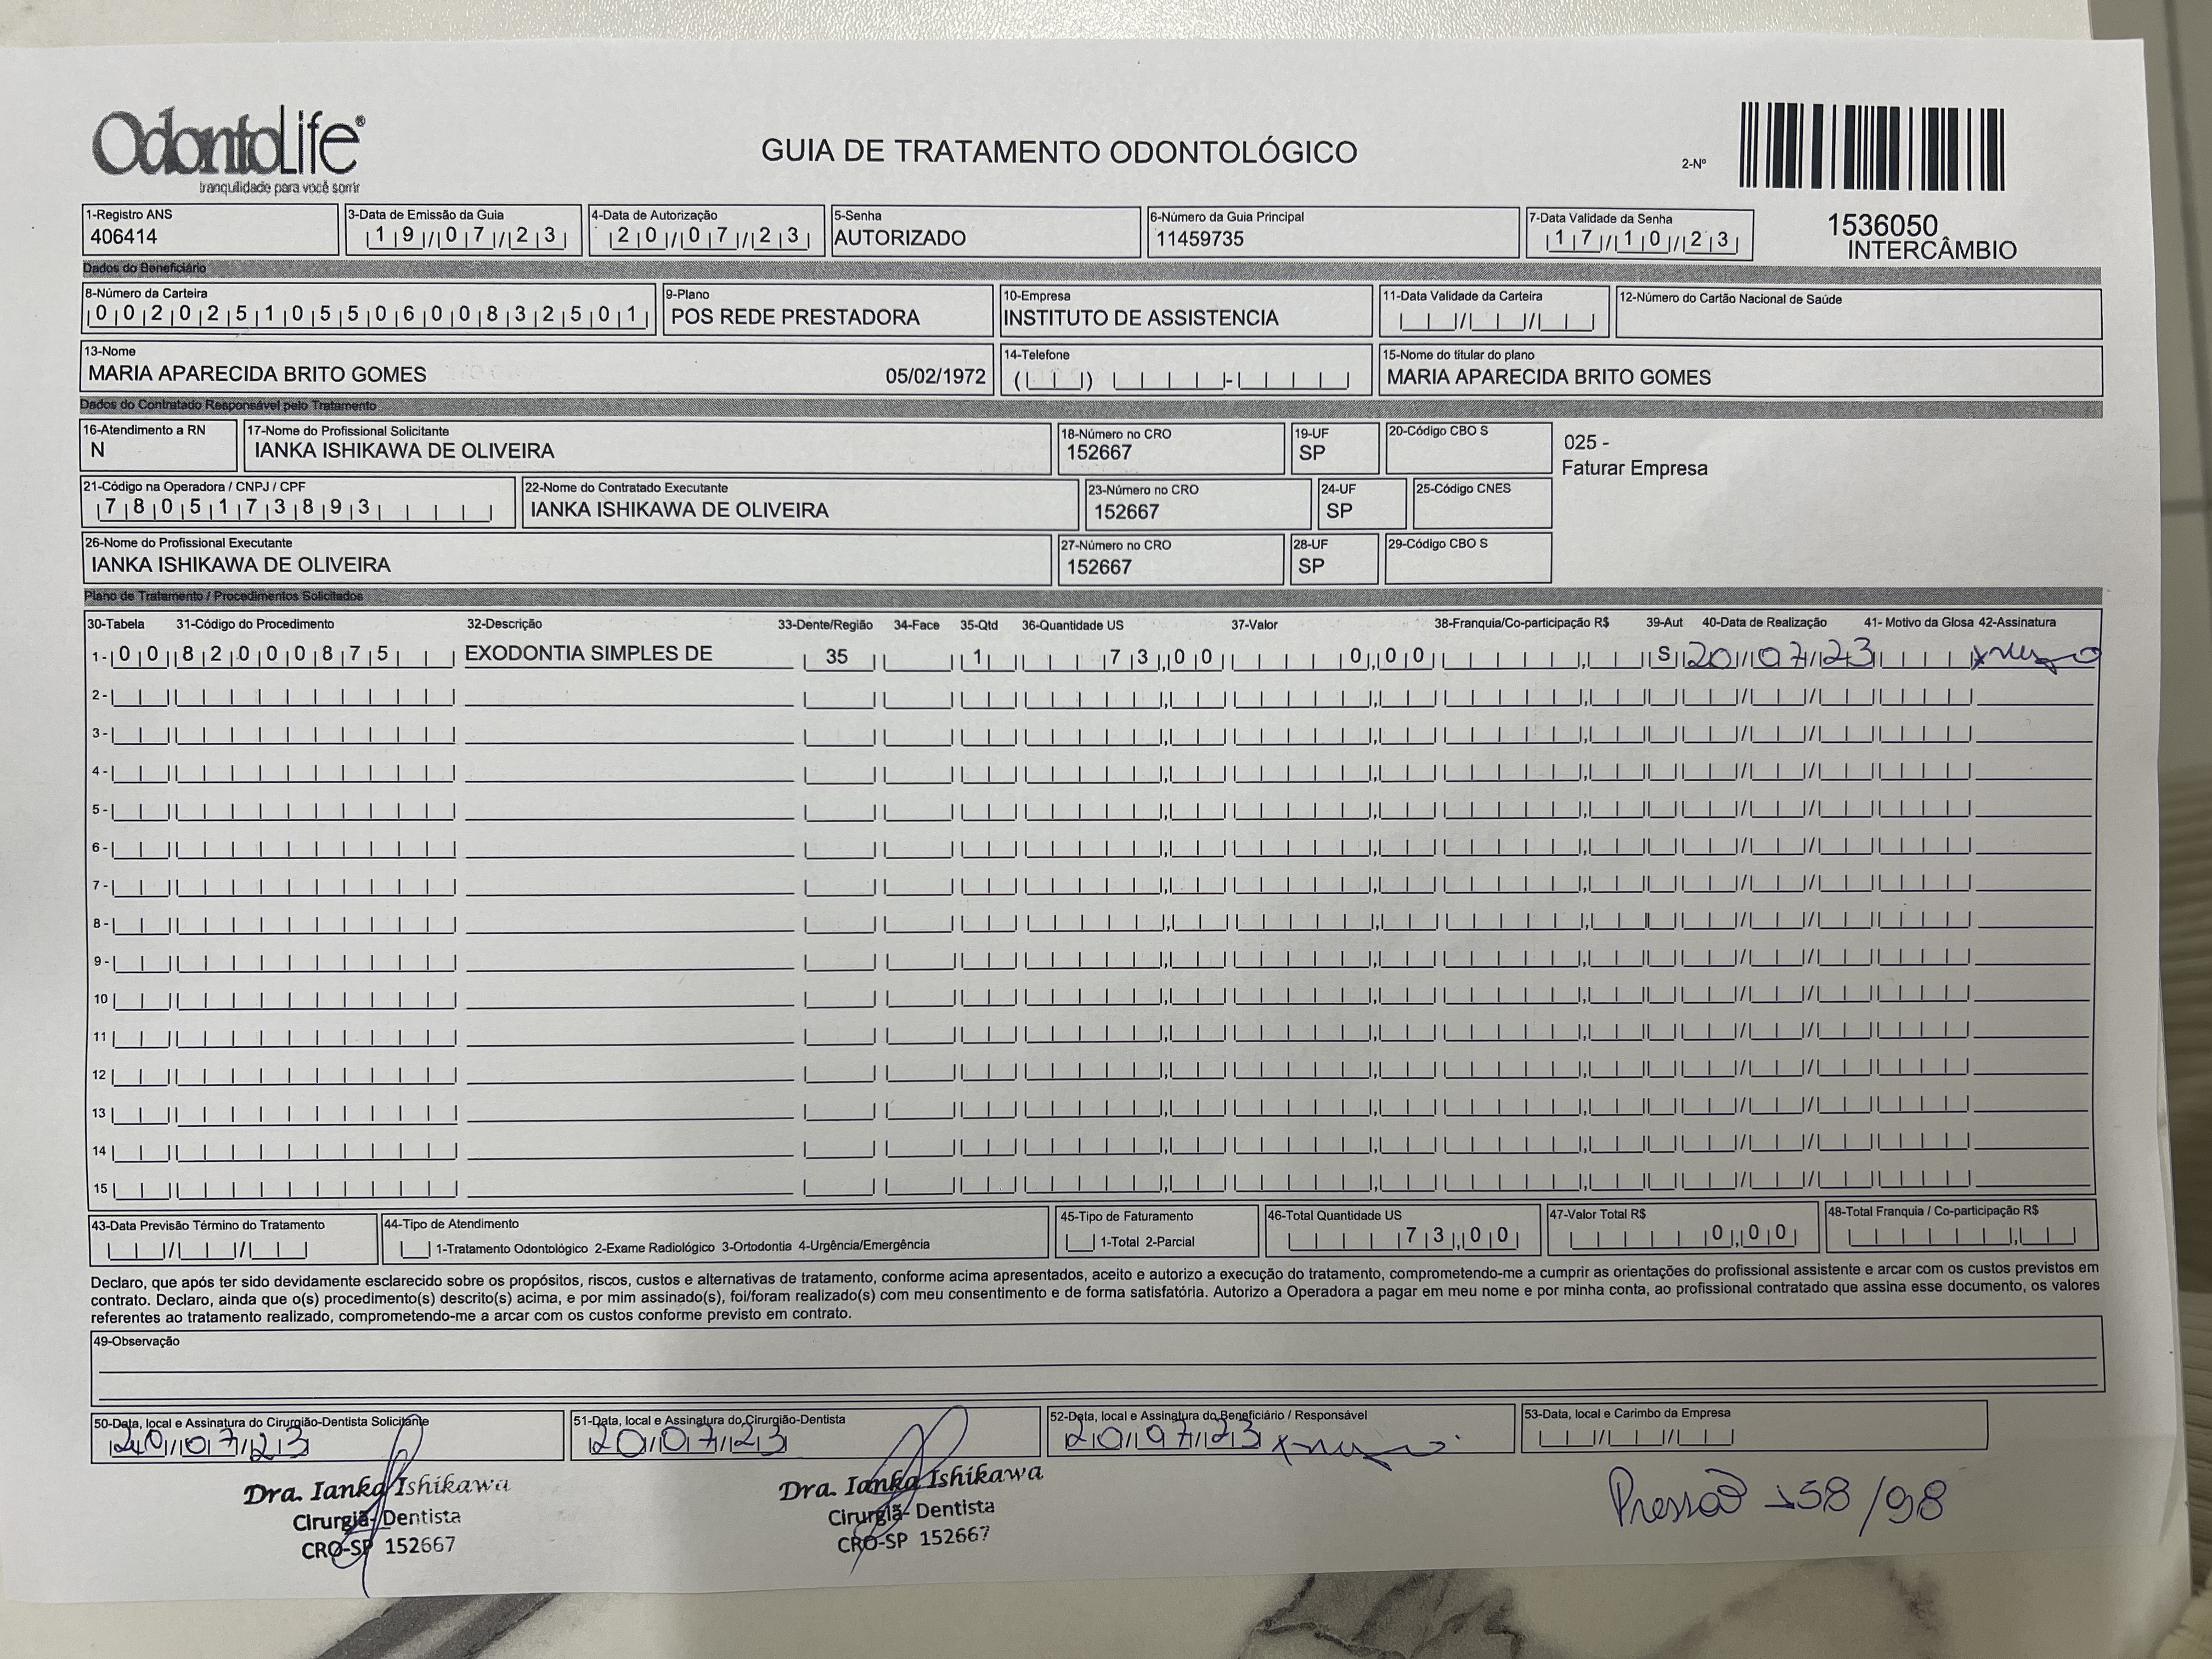 OdontoLife®
tranquilidade para você sorrir
GUIA DE TRATAMENTO ODONTOLÓGICO
2-Nº
1536050
INTERCÂMBIO
1-Registro ANS
406414
3-Data de Emissão da Guia
19/07/23
4-Data de Autorização
20/07/23
5-Senha
AUTORIZADO
6-Número da Guia Principal
11459735
7-Data Validade da Senha
17/10/23
Dados do Beneficiário
8-Número da Carteira
00202510550600832501
9-Plano
POS REDE PRESTADORA
10-Empresa
INSTITUTO DE ASSISTENCIA
11-Data Validade da Carteira
12-Número do Cartão Nacional de Saúde
13-Nome
MARIA APARECIDA BRITO GOMES 05/02/1972
14-Telefone
15-Nome do titular do plano
MARIA APARECIDA BRITO GOMES
Dados do Contratado Responsável pelo Tratamento
16-Atendimento a RN
N
17-Nome do Profissional Solicitante
IANKA ISHIKAWA DE OLIVEIRA
18-Número no CRO
152667
19-UF
SP
20-Código CBO S
025 -
Faturar Empresa
21-Código na Operadora / CNPJ / CPF
78051738 93
22-Nome do Contratado Executante
IANKA ISHIKAWA DE OLIVEIRA
23-Número no CRO
152667
24-UF
SP
25-Código CNES
26-Nome do Profissional Executante
IANKA ISHIKAWA DE OLIVEIRA
27-Número no CRO
152667
28-UF
SP
29-Código CBO S
Plano de Tratamento / Procedimentos Solicitados
30-Tabela 31-Código do Procedimento 32-Descrição 33-Dente/Região 34-Face 35-Qtd 36-Quantidade US 37-Valor 38-Franquia/Co-participação R$ 39-Aut 40-Data de Realização 41- Motivo da Glosa 42-Assinatura
1- 00 82000875 EXODONTIA SIMPLES DE 35 1 73,00 0,00 S 20/07/23
2-
3-
4-
5-
6-
7-
8-
9-
10
11
12
13
14
15
43-Data Previsão Término do Tratamento
44-Tipo de Atendimento
1-Tratamento Odontológico 2-Exame Radiológico 3-Ortodontia 4-Urgência/Emergência
45-Tipo de Faturamento
1-Total 2-Parcial
46-Total Quantidade US
73,00
47-Valor Total R$
0,00
48-Total Franquia / Co-participação R$
Declaro, que após ter sido devidamente esclarecido sobre os propósitos, riscos, custos e alternativas de tratamento, conforme acima apresentados, aceito e autorizo a execução do tratamento, comprometendo-me a cumprir as orientações do profissional assistente e arcar com os custos previstos em
contrato. Declaro, ainda que o(s) procedimento(s) descrito(s) acima, e por mim assinado(s), foi/foram realizado(s) com meu consentimento e de forma satisfatória. Autorizo a Operadora a pagar em meu nome e por minha conta, ao profissional contratado que assina esse documento, os valores
referentes ao tratamento realizado, comprometendo-me a arcar com os custos conforme previsto em contrato.
49-Observação
50-Data, local e Assinatura do Cirurgião-Dentista Solicitante
20/07/23
51-Data, local e Assinatura do Cirurgião-Dentista
20/07/23
52-Data, local e Assinatura do Beneficiário / Responsável
20/07/23
53-Data, local e Carimbo da Empresa
Dra. Ianka Ishikawa
Cirurgiã-Dentista
CRO-SP 152667
Dra. Ianka Ishikawa
Cirurgiã-Dentista
CRO-SP 152667
Pressão 158/98